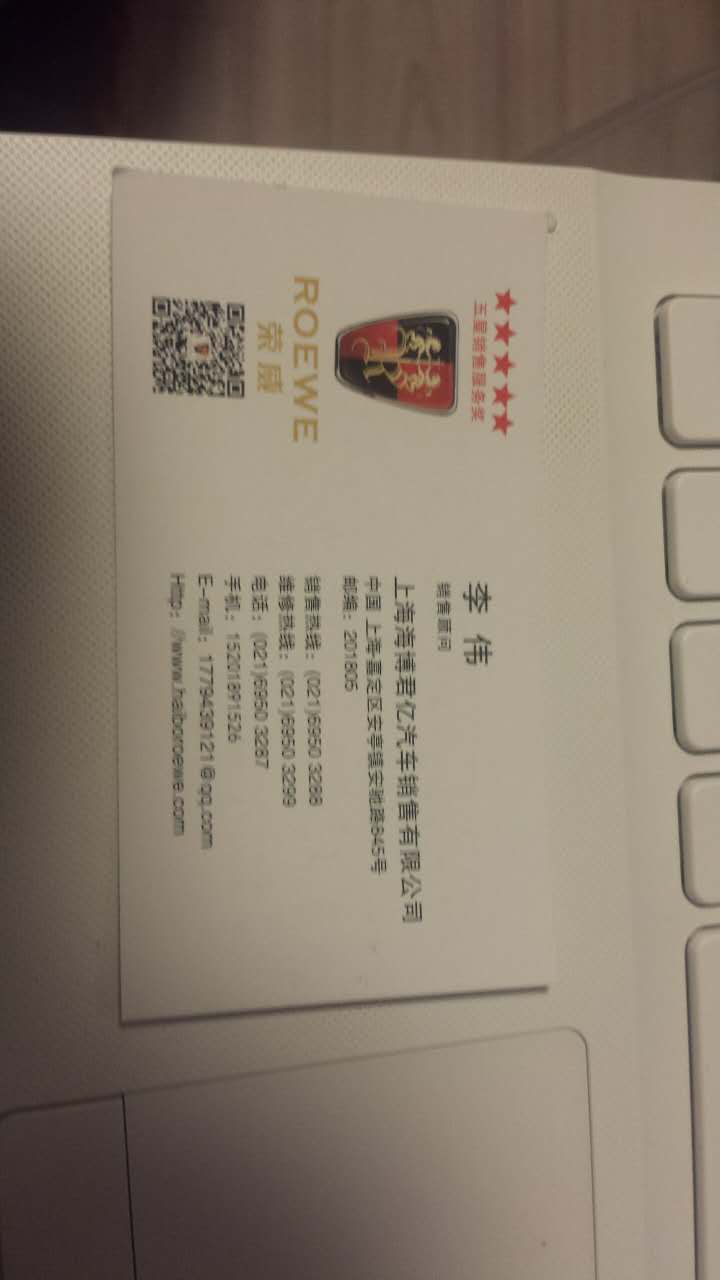 五星销售服务奖
ROEWE
荣威
李 伟
销售顾问
上海海博君亿汽车销售有限公司
中国 上海嘉定区安亭镇安驰路645号
邮编：201805
销售热线：(021)6950 3288
维修热线：(021)6950 3299
电话：(021)6950 3287
手机：15201891526
E-mail：1779439121@qq.com
Http：//www.haiboroewe.com